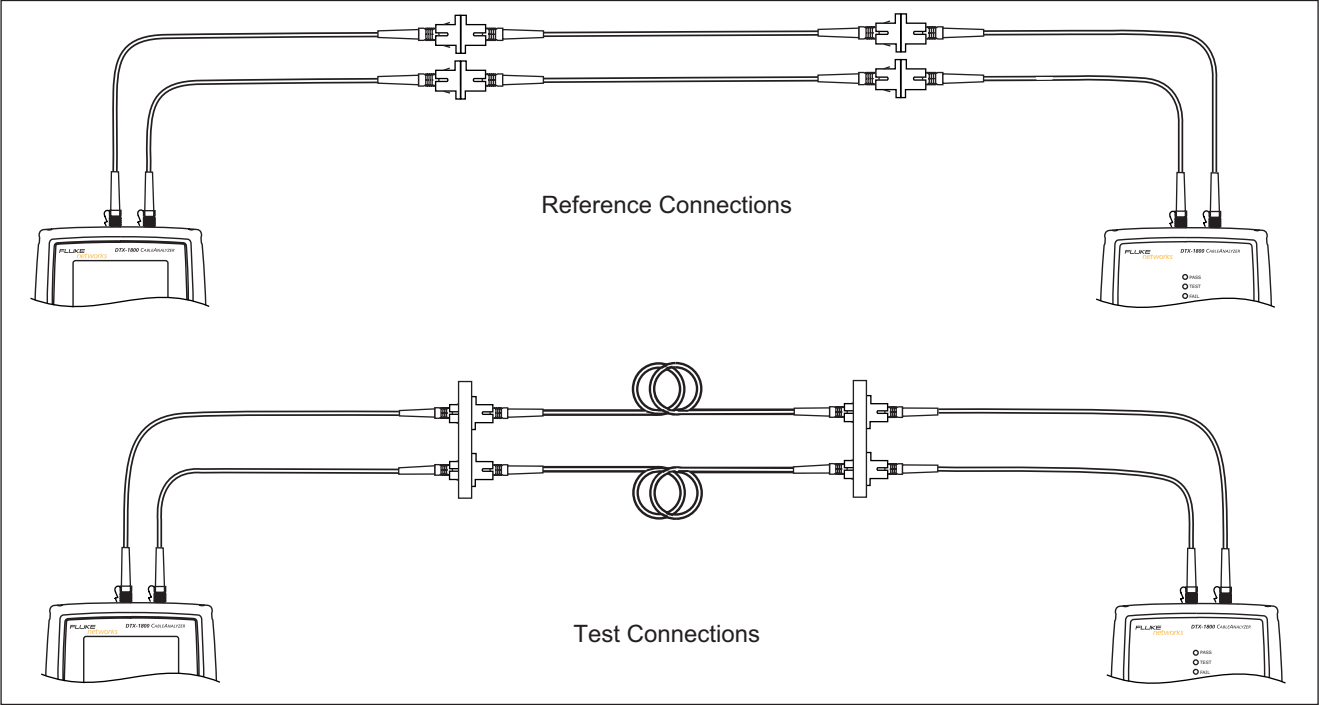 Reference Connections
FLUKE
networks
DTX-1800 CABLEANALYZER
FLUKE
networks
DTX-1800 CABLEANALYZER
PASS
TEST
FAIL
Test Connections
FLUKE
networks
DTX-1800 CABLEANALYZER
FLUKE
networks
DTX-1800 CABLEANALYZER
PASS
TEST
FAIL